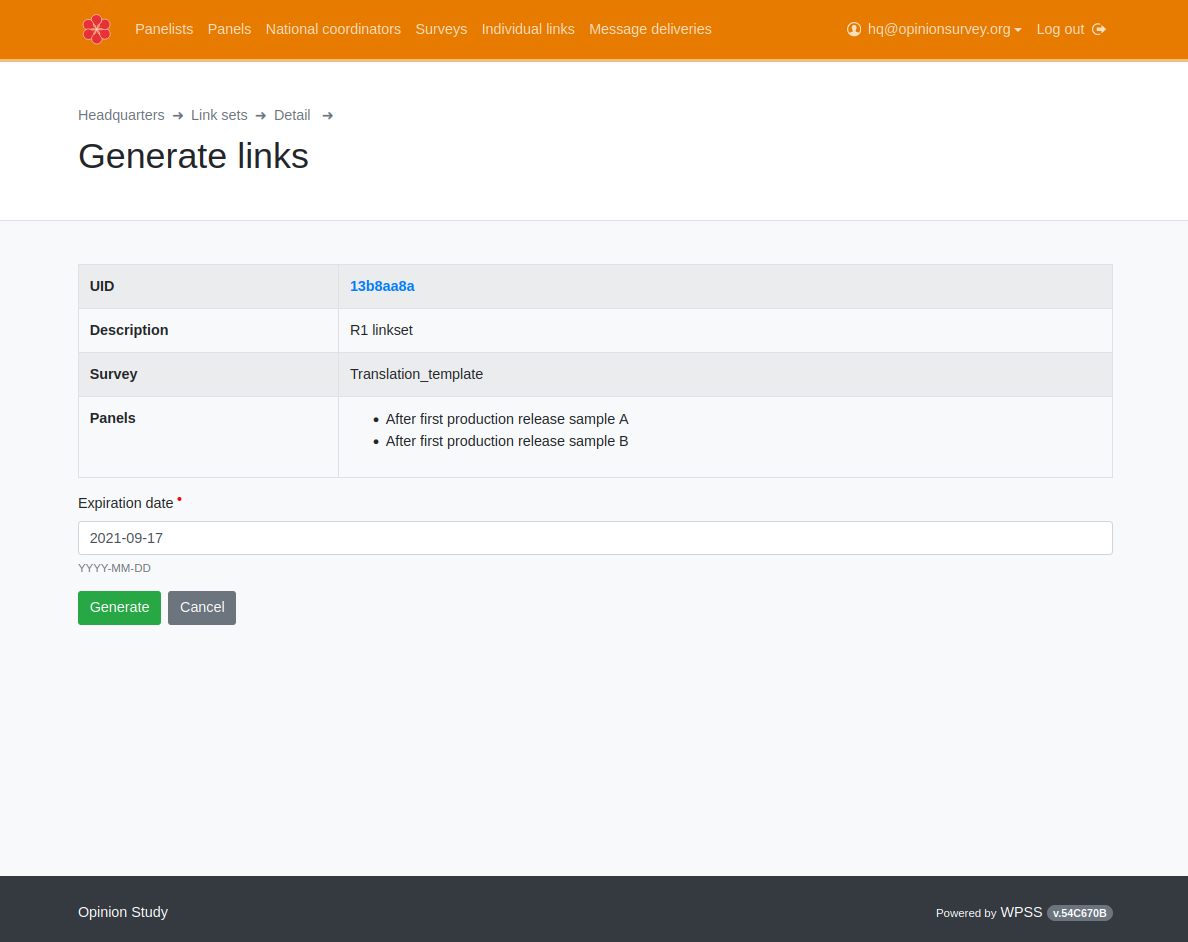 Panelists Panels National coordinators Surveys Individual links Message deliveries hq@opinionsurvey.org Log out
Headquarters ➔ Link sets ➔ Detail ➔
Generate links
UID 13b8aa8a
Description R1 linkset
Survey Translation_template
Panels • After first production release sample A
• After first production release sample B
Expiration date •
2021-09-17
YYYY-MM-DD
Generate Cancel
Opinion Study Powered by WPSS v.54C670B